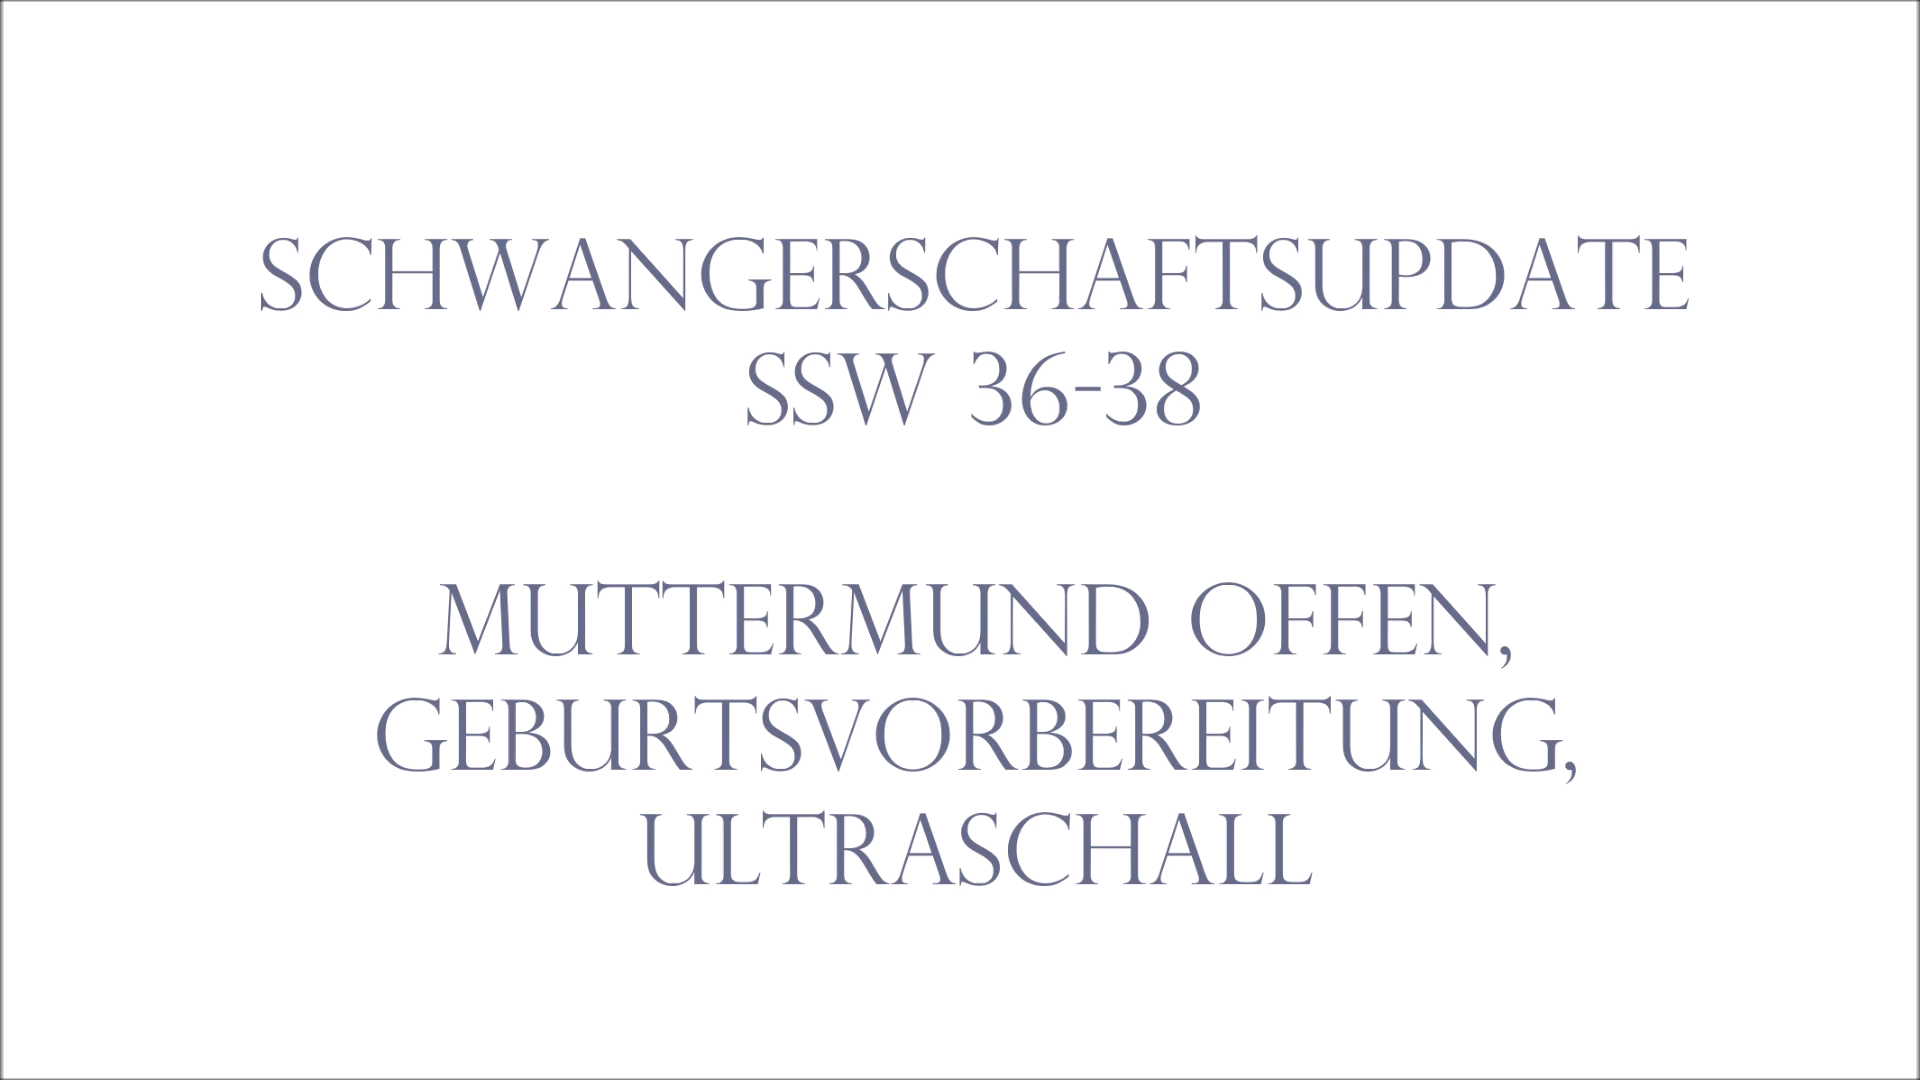 SCHWANGERSCHAFTSUPDATE
SSW 36-38
MUTTERMUND OFFEN,
GEBURTSVORBEREITUNG,
ULTRASCHALL